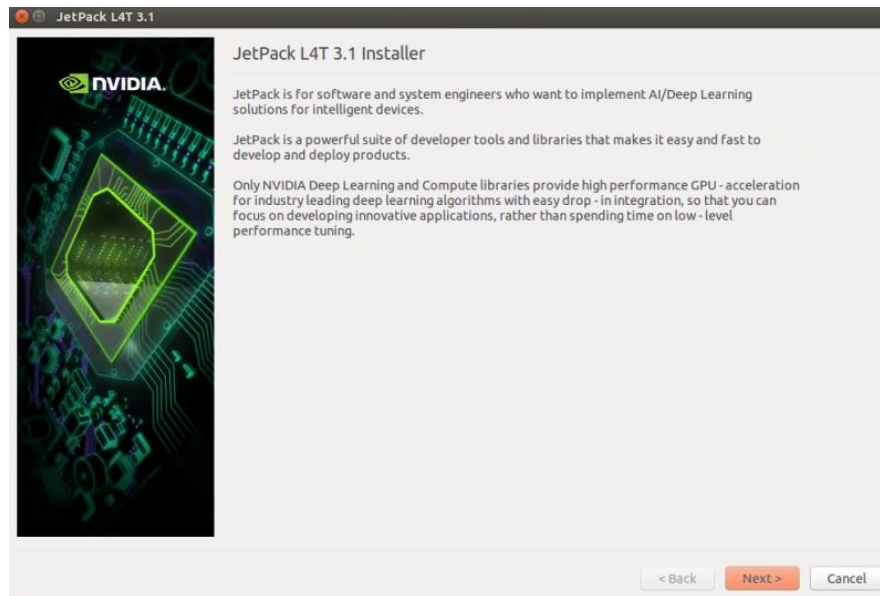 JetPack L4T 3.1
NVIDIA.
JetPack L4T 3.1 Installer
JetPack is for software and system engineers who want to implement AI/Deep Learning
solutions for intelligent devices.
JetPack is a powerful suite of developer tools and libraries that makes it easy and fast to
develop and deploy products.
Only NVIDIA Deep Learning and Compute libraries provide high performance GPU - acceleration
for industry leading deep learning algorithms with easy drop - in integration, so that you can
focus on developing innovative applications, rather than spending time on low - level
performance tuning.
< Back Next > Cancel